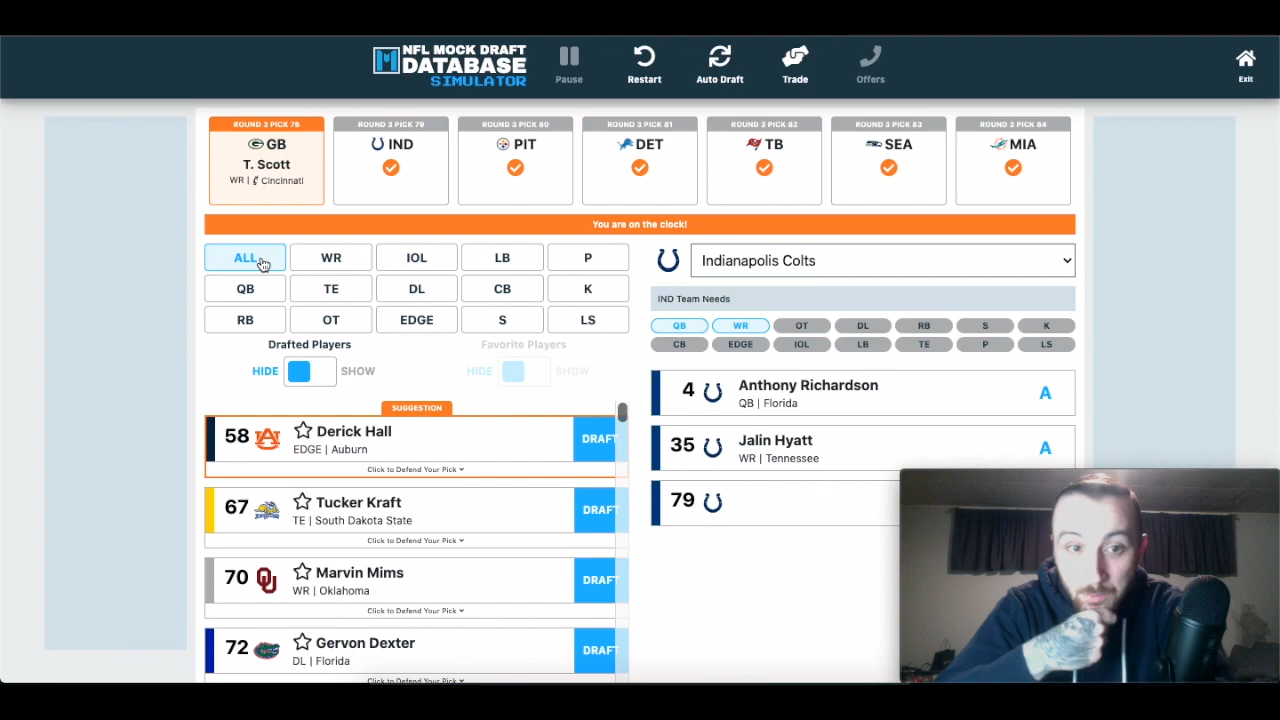 NFL MOCK DRAFT
DATABASE
SIMULATOR
Pause
Restart
Auto Draft
Trade
Offers
Exit
ROUND 3 PICK 78
GB
T. Scott
WR | Cincinnati
ROUND 3 PICK 79
IND
ROUND 3 PICK 80
PIT
ROUND 3 PICK 81
DET
ROUND 3 PICK 82
TB
ROUND 3 PICK 83
SEA
ROUND 3 PICK 84
MIA
You are on the clock!
ALL WR IOL LB P
QB TE DL CB K
RB OT EDGE S LS
Drafted Players
HIDE SHOW
Favorite Players
HIDE SHOW
SUGGESTION
58 Derick Hall
EDGE | Auburn
DRAFT
Click to Defend Your Pick
67 Tucker Kraft
TE | South Dakota State
DRAFT
Click to Defend Your Pick
70 Marvin Mims
WR | Oklahoma
DRAFT
Click to Defend Your Pick
72 Gervon Dexter
DL | Florida
DRAFT
Click to Defend Your Pick
Indianapolis Colts
IND Team Needs
QB WR OT DL RB S K
CB EDGE IOL LB TE P LS
4 Anthony Richardson
QB | Florida
A
35 Jalin Hyatt
WR | Tennessee
A
79